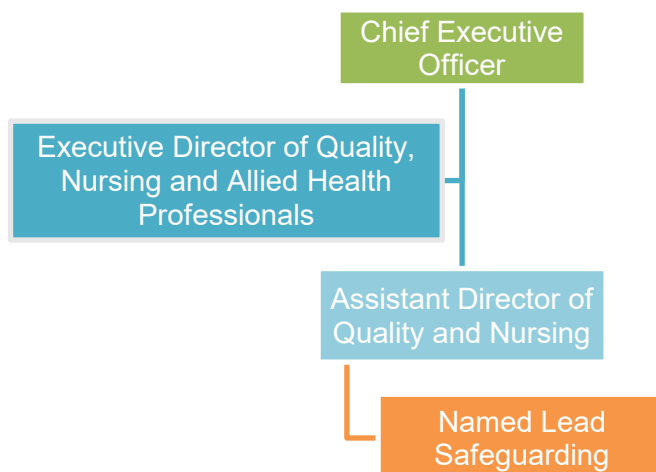 Chief Executive
Officer
Executive Director of Quality,
Nursing and Allied Health
Professionals
Assistant Director of
Quality and Nursing
Named Lead
Safeguarding